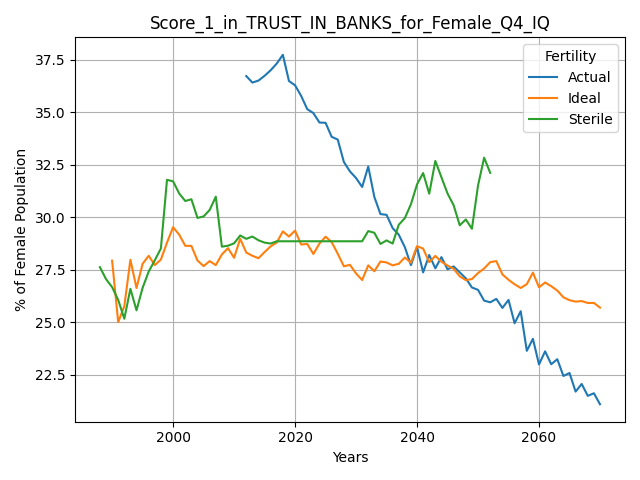 Score_1_in_TRUST_IN_BANKS_for_Female_Q4_IQ
% of Female Population
37.5
35.0
32.5
30.0
27.5
25.0
22.5
Fertility
Actual
Ideal
Sterile
2000
2020
2040
2060
Years